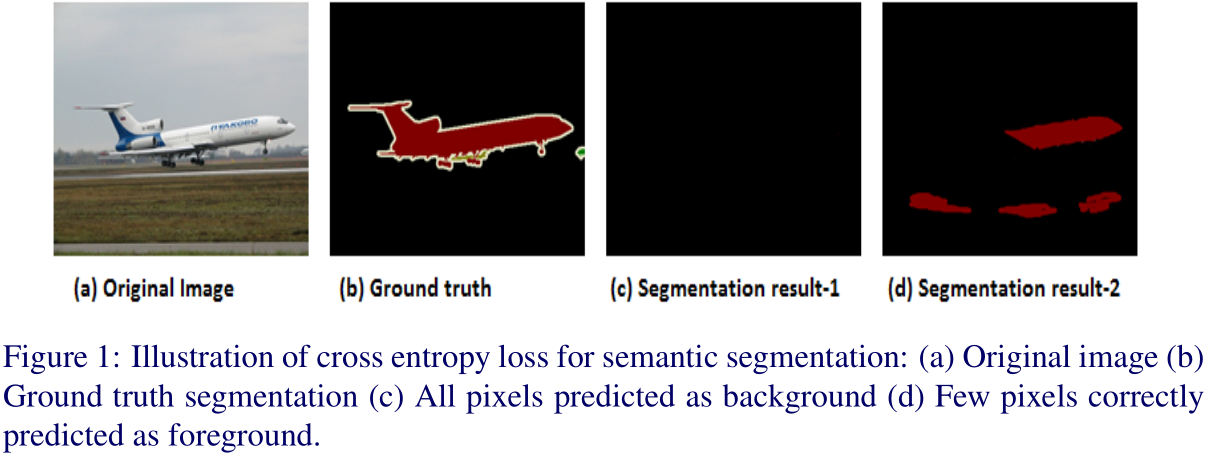 (a) Original Image
(b) Ground truth
(c) Segmentation result-1
(d) Segmentation result-2
Figure 1: Illustration of cross entropy loss for semantic segmentation: (a) Original image (b)
Ground truth segmentation (c) All pixels predicted as background (d) Few pixels correctly
predicted as foreground.